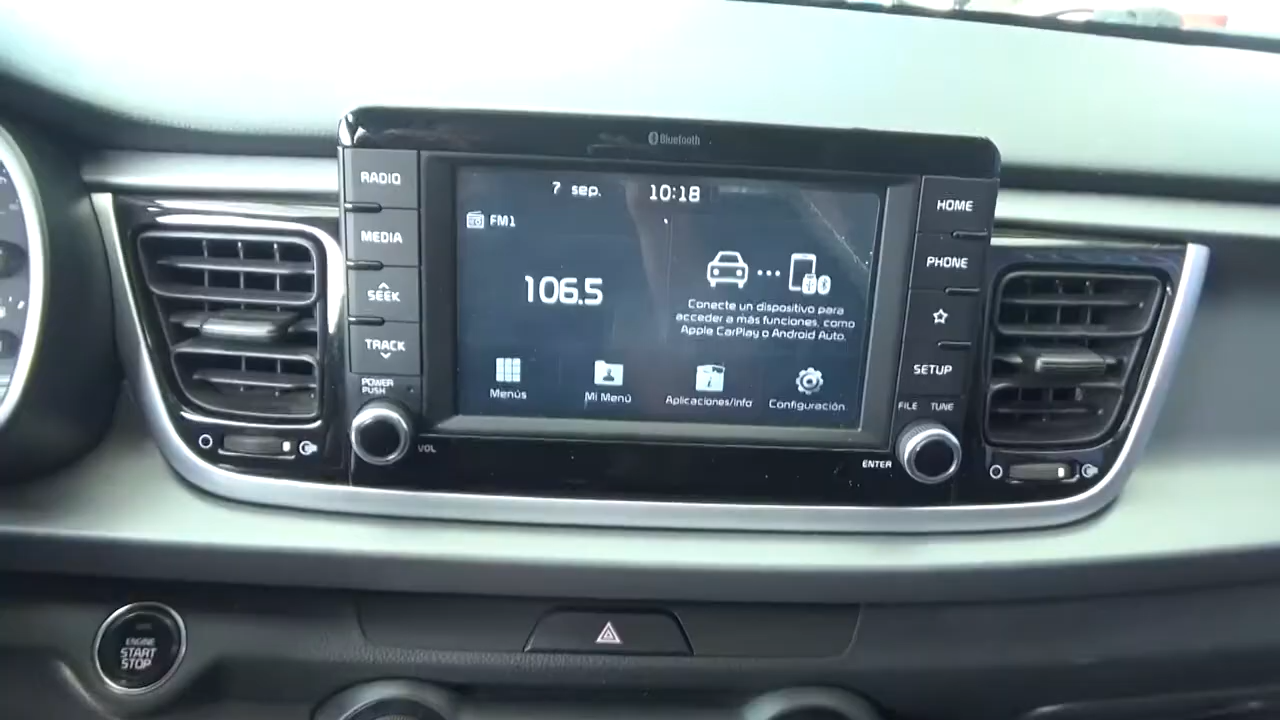 Bluetooth
RADIO
MEDIA
SEEK
TRACK
POWER
PUSH
VOL
7 sep.
10:18
FM1
106.5
Conecte un dispositivo para
acceder a más funciones, como
Apple CarPlay o Android Auto.
Menús
Mi Menú
Aplicaciones/Info
Configuración
HOME
PHONE
SETUP
FILE TUNE
ENTER
ENGINE
START
STOP